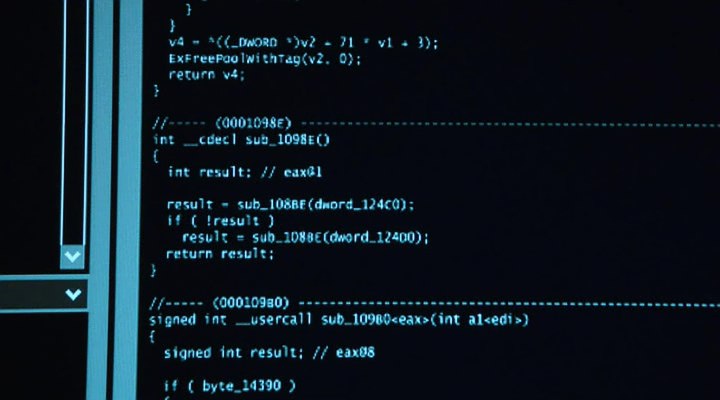 }
}
v4 = *((_DWORD *)v2 + 71 * v1 + 3);
ExFreePoolWithTag(v2, 0);
return v4;
}
//----- (0001098E) --------------------------------------------------------
int __cdecl sub_1098E()
{
int result; // eax@1
result = sub_108BE(dword_124C0);
if ( !result )
result = sub_108BE(dword_124D0);
return result;
}
//----- (000109B0) --------------------------------------------------------
signed int __usercall sub_109B0<eax>(int a1<edi>)
{
signed int result; // eax@8
if ( byte_14390 )